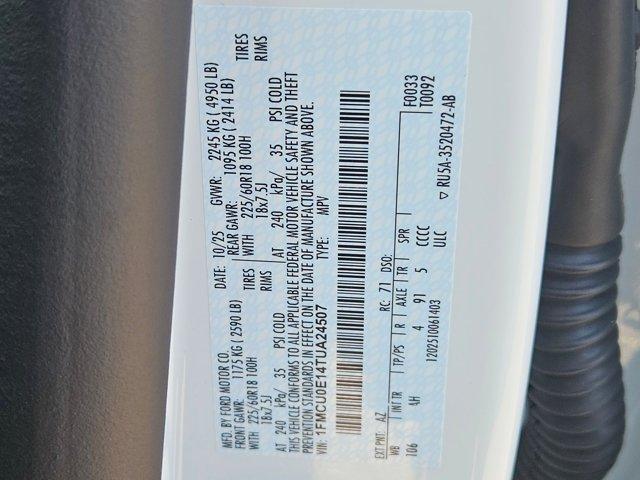 MFD. BY FORD MOTOR CO.
DATE: 10/25 GVWR: 2245 KG ( 4950 LB)
FRONT GAWR: 1175 KG ( 2590 LB) REAR GAWR: 1095 KG ( 2414 LB)
WITH 225/60R18 100H TIRES WITH 225/60R18 100H TIRES
18x7.5J RIMS 18x7.5J RIMS
AT 240 kPa/ 35 PSI COLD AT 240 kPa/ 35 PSI COLD
THIS VEHICLE CONFORMS TO ALL APPLICABLE FEDERAL MOTOR VEHICLE SAFETY AND THEFT
PREVENTION STANDARDS IN EFFECT ON THE DATE OF MANUFACTURE SHOWN ABOVE.
VIN: 1FMCU0E14TUA24507 TYPE: MPV
EXT PNT: AZ RC: 71 DSO: F0033
WB INT TR TP/PS R AXLE TR SPR T0092
106 AH 4 91 5 CCCC
1202510061403 ULC ▽ RU5A-3520472-AB